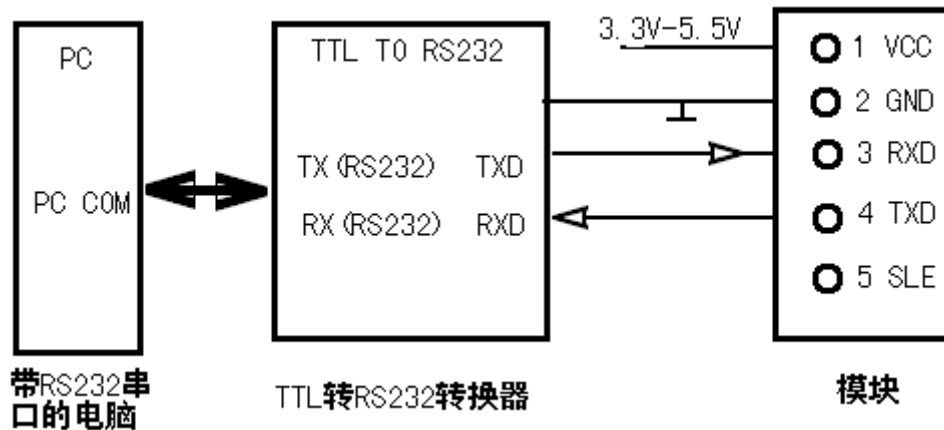 PC
PC COM
带RS232串
口的电脑
TTL TO RS232
TX(RS232) TXD
RX(RS232) RXD
TTL转RS232转换器
3.3V-5.5V
1 VCC
2 GND
3 RXD
4 TXD
5 SLE
模块